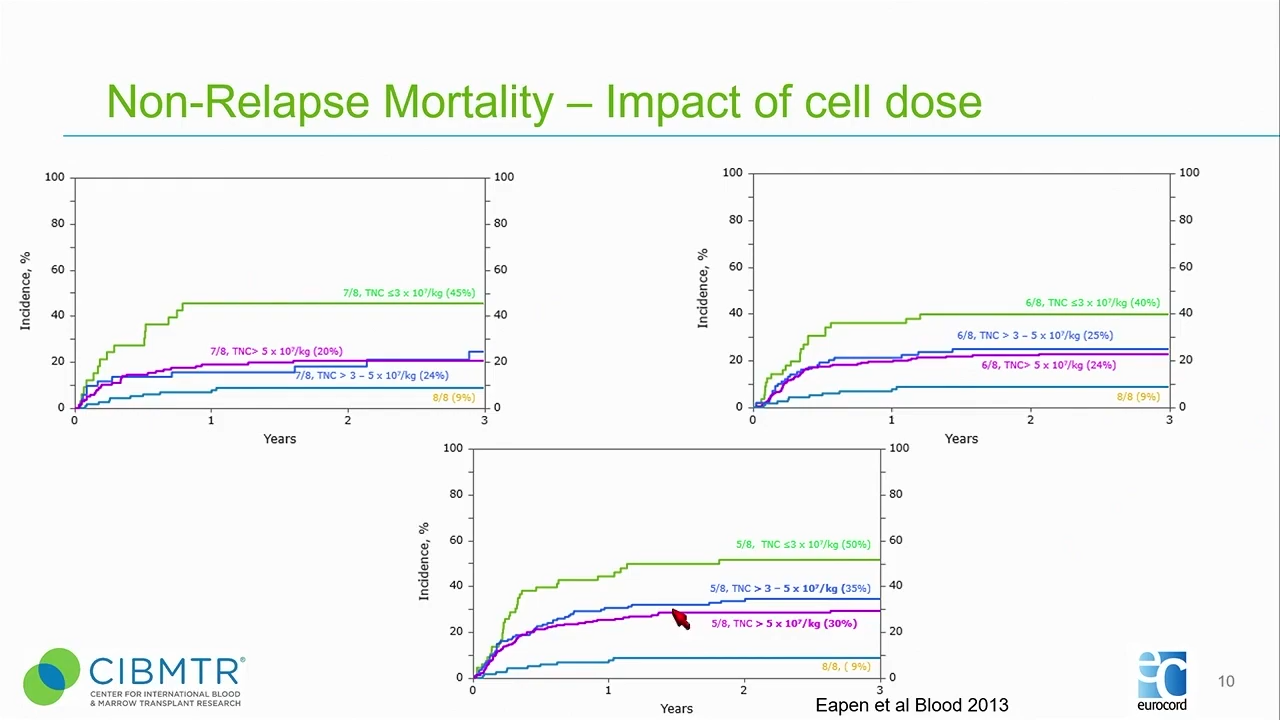 Non-Relapse Mortality – Impact of cell dose
100
80
60
40
20
0
100
80
60
40
20
0
Incidence, %
7/8, TNC ≤3 x 10⁷/kg (45%)
7/8, TNC> 5 x 10⁷/kg (20%)
7/8, TNC > 3 – 5 x 10⁷/kg (24%)
8/8 (9%)
0
1
2
3
Years
100
80
60
40
20
0
100
80
60
40
20
0
Incidence, %
6/8, TNC ≤3 x 10⁷/kg (40%)
6/8, TNC > 3 – 5 x 10⁷/kg (25%)
6/8, TNC> 5 x 10⁷/kg (24%)
8/8 (9%)
0
1
2
3
Years
100
80
60
40
20
0
100
80
60
40
20
0
Incidence, %
5/8, TNC ≤3 x 10⁷/kg (50%)
5/8, TNC > 3 – 5 x 10⁷/kg (35%)
5/8, TNC > 5 x 10⁷/kg (30%)
8/8, ( 9%)
0
1
2
3
Years
CIBMTR®
CENTER FOR INTERNATIONAL BLOOD
& MARROW TRANSPLANT RESEARCH
Eapen et al Blood 2013
ec
eurocord
10